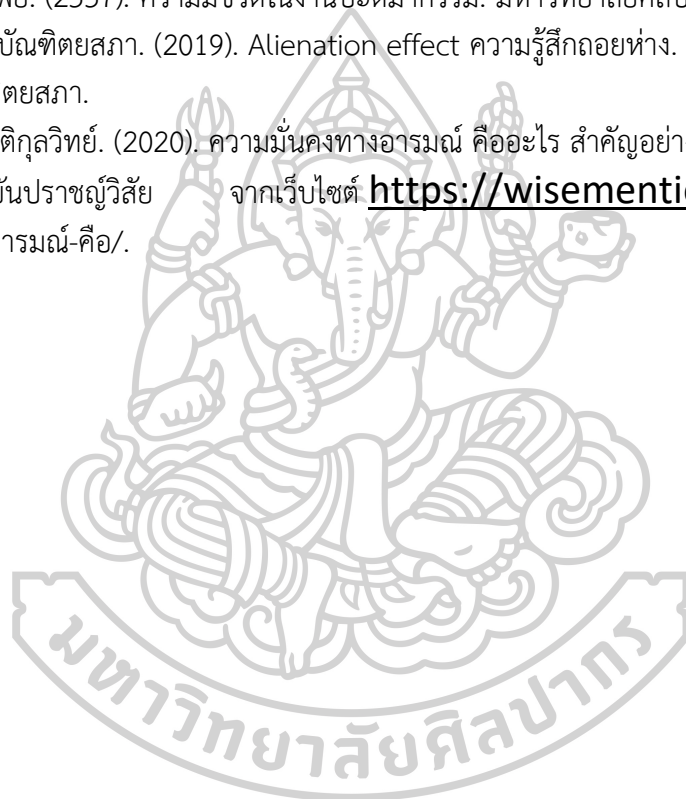 (2557). ความมีชีวิตในงานประติมากรรม. มหาวิทยาลัยศิลป
บัณฑิตยสภา. (2019). Alienation effect ความรู้สึกถอยห่าง.
ตยสภา.
ติกุลวิทย์. (2020). ความมั่นคงทางอารมณ์ คืออะไร สำคัญอย่า
ันปราชญ์วิสัย จากเว็บไซต์ https://wisementic
ารมณ์-คือ/.
มหาวิทยาลัยศิลปากร